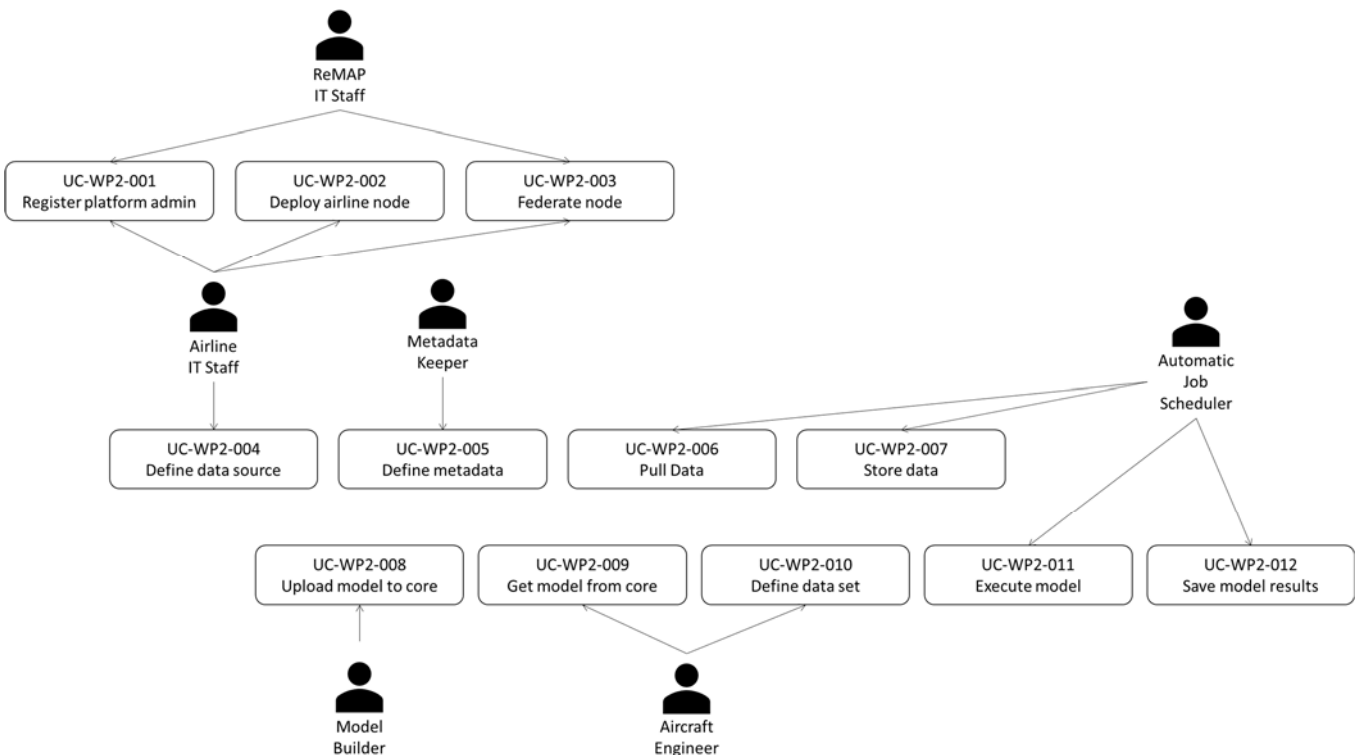 ReMAP
IT Staff
UC-WP2-001
Register platform admin
UC-WP2-002
Deploy airline node
UC-WP2-003
Federate node
Airline
IT Staff
Metadata
Keeper
Automatic
Job
Scheduler
UC-WP2-004
Define data source
UC-WP2-005
Define metadata
UC-WP2-006
Pull Data
UC-WP2-007
Store data
UC-WP2-008
Upload model to core
UC-WP2-009
Get model from core
UC-WP2-010
Define data set
UC-WP2-011
Execute model
UC-WP2-012
Save model results
Model
Builder
Aircraft
Engineer